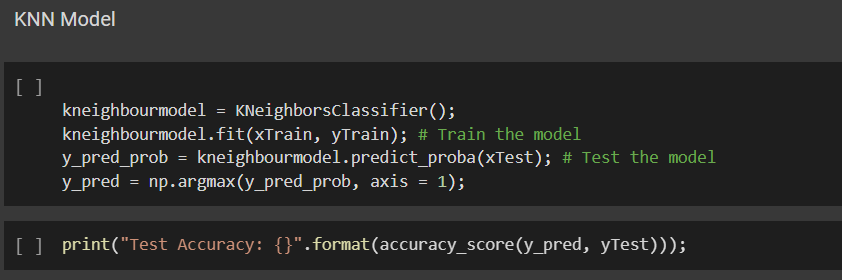 KNN Model
[ ]
kneighbourmodel = KNeighborsClassifier();
kneighbourmodel.fit(xTrain, yTrain); # Train the model
y_pred_prob = kneighbourmodel.predict_proba(xTest); # Test the model
y_pred = np.argmax(y_pred_prob, axis = 1);
[ ] print("Test Accuracy: {}".format(accuracy_score(y_pred, yTest)));